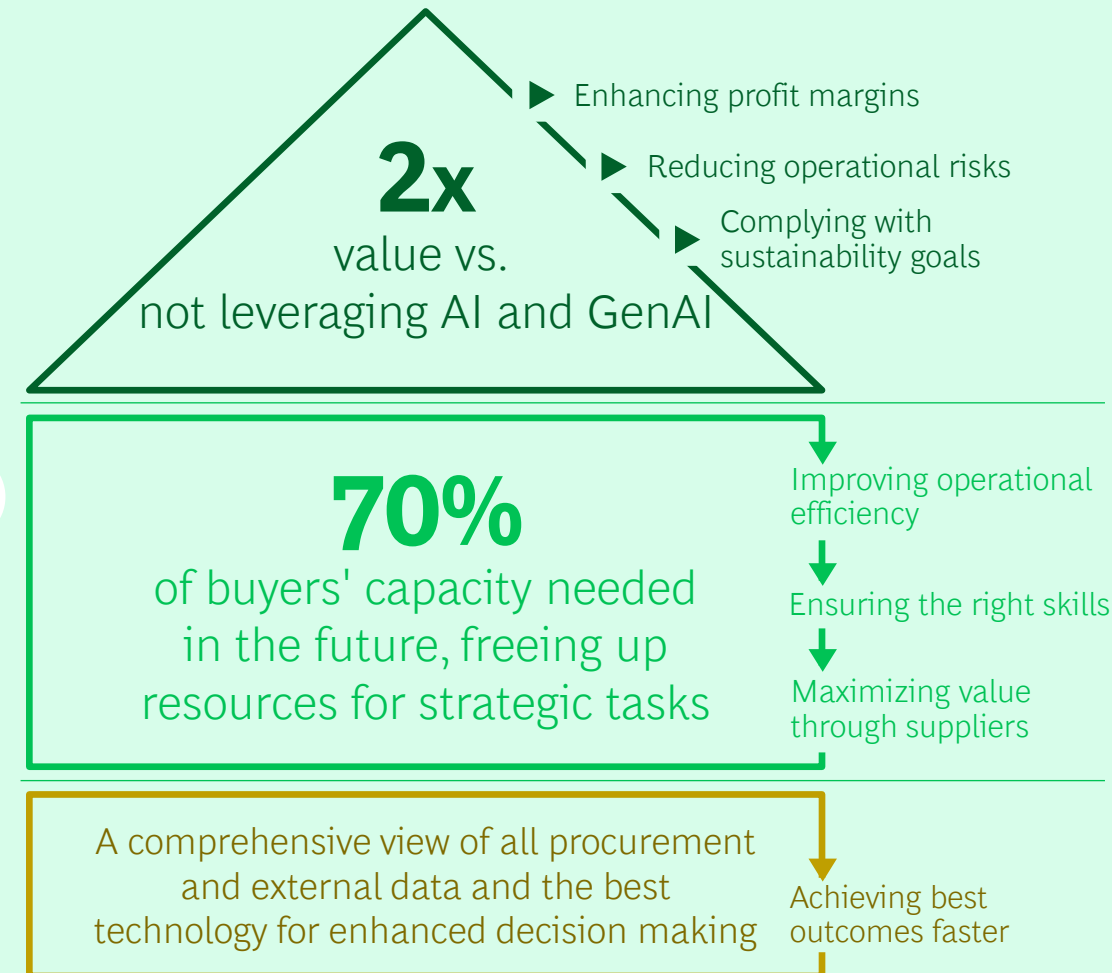 2x
value vs.
not leveraging AI and GenAI
Enhancing profit margins
Reducing operational risks
Complying with
sustainability goals
70%
of buyers' capacity needed
in the future, freeing up
resources for strategic tasks
Improving operational
efficiency
Ensuring the right skills
Maximizing value
through suppliers
A comprehensive view of all procurement
and external data and the best
technology for enhanced decision making
Achieving best
outcomes faster